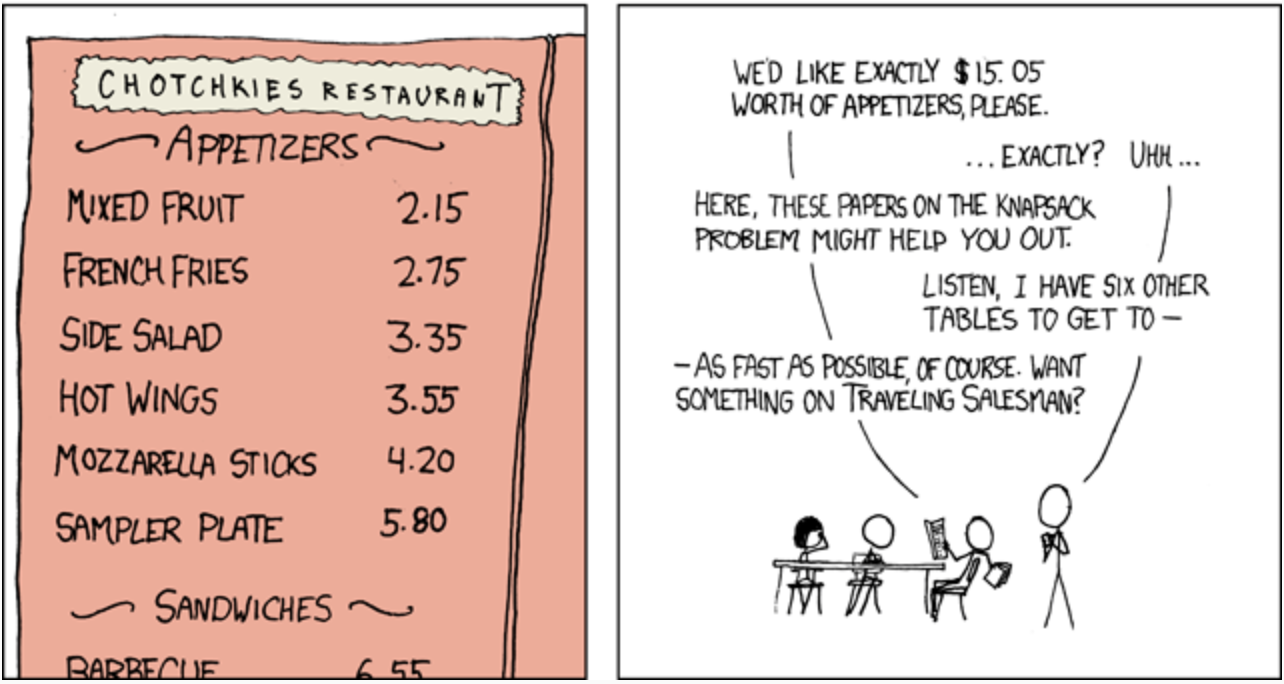 CHOTCHKIES RESTAURANT
APPETIZERS
MIXED FRUIT 2.15
FRENCH FRIES 2.75
SIDE SALAD 3.35
HOT WINGS 3.55
MOZZARELLA STICKS 4.20
SAMPLER PLATE 5.80
SANDWICHES
BARBECUE 6.55
WE'D LIKE EXACTLY $15.05
WORTH OF APPETIZERS, PLEASE.
...EXACTLY? UHH...
HERE, THESE PAPERS ON THE KNAPSACK
PROBLEM MIGHT HELP YOU OUT.
LISTEN, I HAVE SIX OTHER
TABLES TO GET TO —
—AS FAST AS POSSIBLE, OF COURSE. WANT
SOMETHING ON TRAVELING SALESMAN?